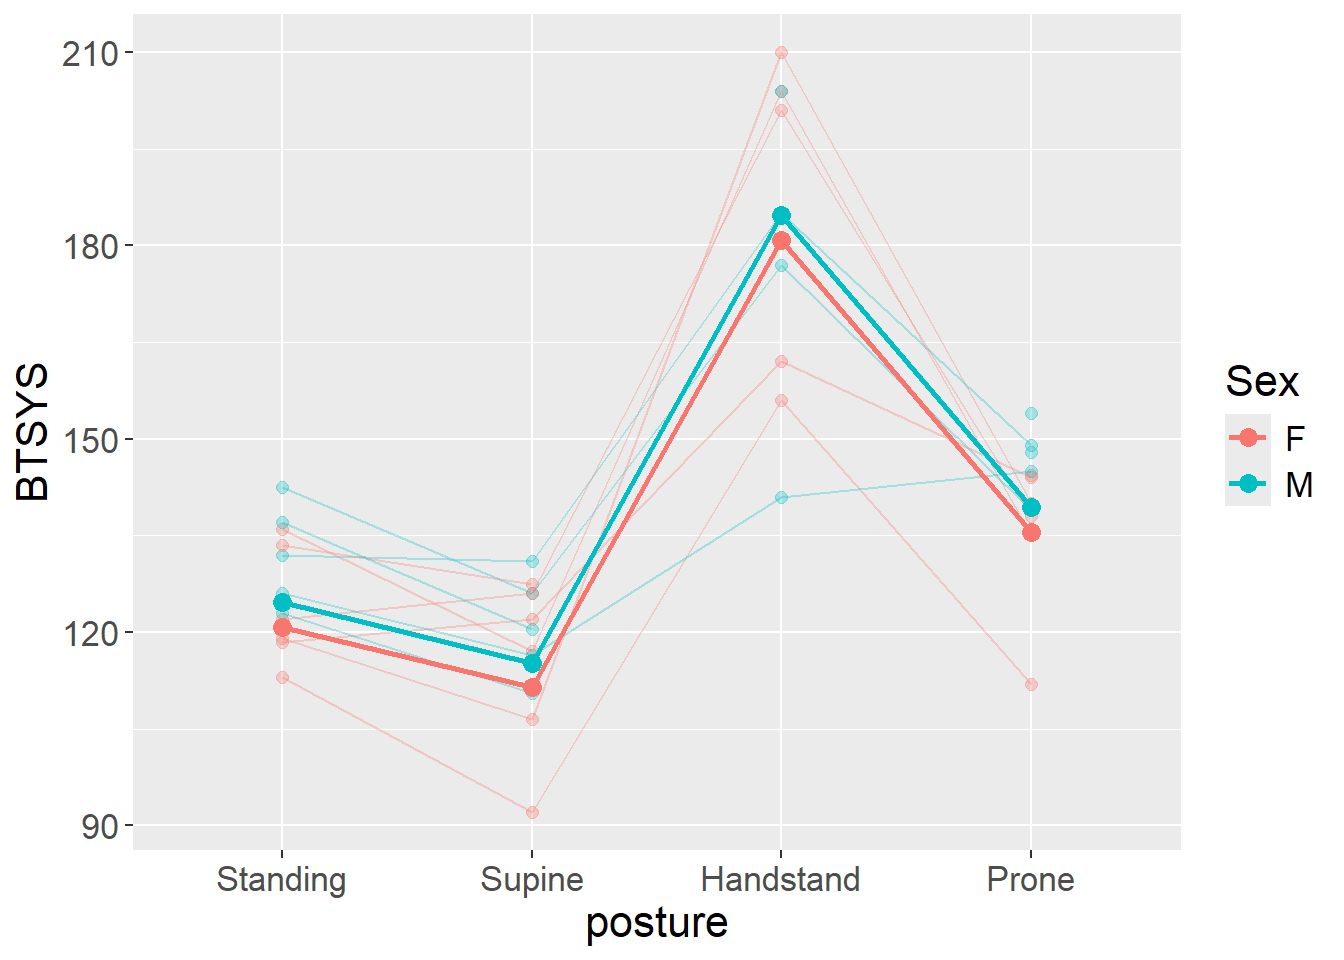 210
180
150
120
90
BTSYS
Standing
Supine
Handstand
Prone
posture
Sex
F
M